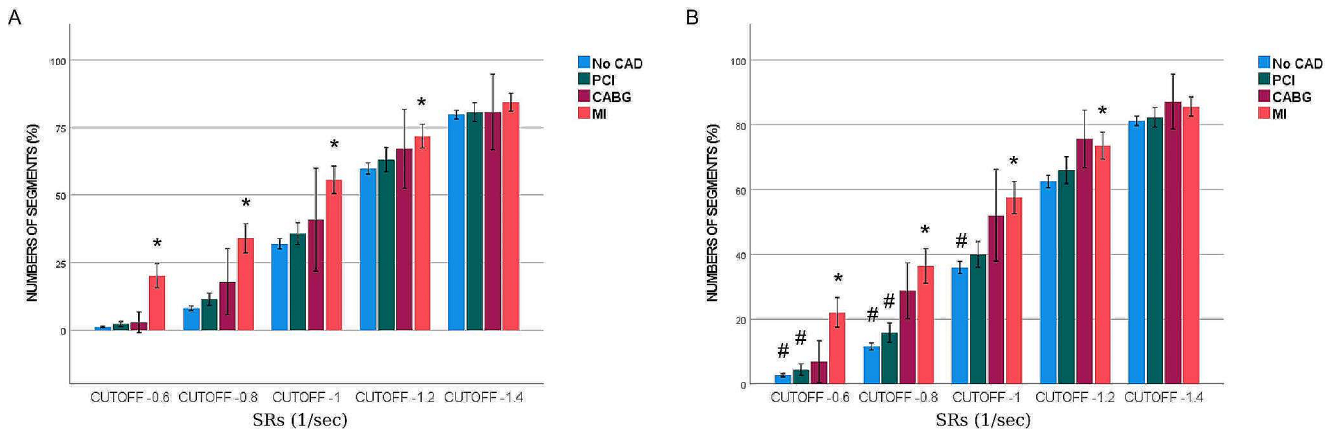 A
NUMBERS OF SEGMENTS (%)
100
75
50
25
0
* * * *
CUTOFF -0.6 CUTOFF -0.8 CUTOFF -1 CUTOFF -1.2 CUTOFF -1.4
SRs (1/sec)
No CAD
PCI
CABG
MI
B
NUMBERS OF SEGMENTS (%)
100
80
60
40
20
0
# # * # # * # * *
CUTOFF -0.6 CUTOFF -0.8 CUTOFF -1 CUTOFF -1.2 CUTOFF -1.4
SRs (1/sec)
No CAD
PCI
CABG
MI